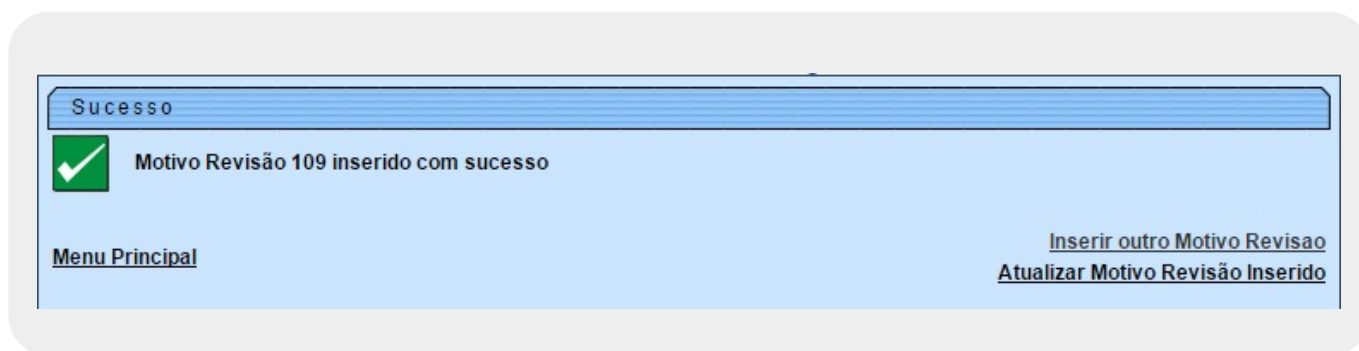 Sucesso
Motivo Revisão 109 inserido com sucesso
Menu Principal
Inserir outro Motivo Revisao
Atualizar Motivo Revisão Inserido